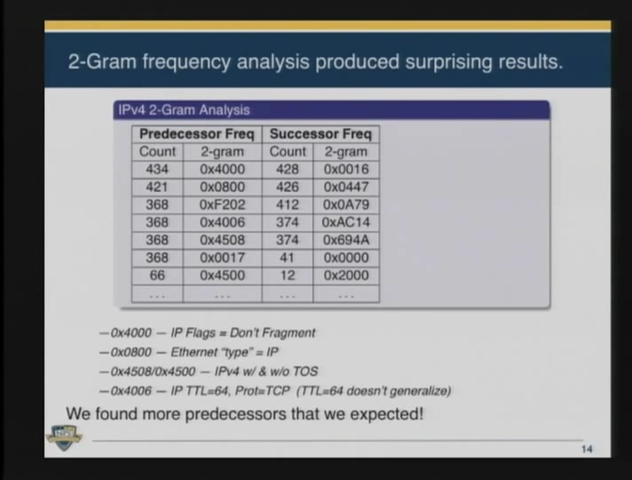 2-Gram frequency analysis produced surprising results.
IPv4 2-Gram Analysis
Predecessor Freq Successor Freq
Count 2-gram Count 2-gram
434 0x4000 428 0x0016
421 0x0800 426 0x0447
368 0xF202 412 0x0A79
368 0x4006 374 0xAC14
368 0x4508 374 0x694A
368 0x0017 41 0x0000
66 0x4500 12 0x2000
... ... ... ...
—0x4000 — IP Flags = Don't Fragment
—0x0800 — Ethernet "type" = IP
—0x4508/0x4500 — IPv4 w/ & w/o TOS
—0x4006 — IP TTL=64, Prot=TCP (TTL=64 doesn't generalize)
We found more predecessors that we expected!
14